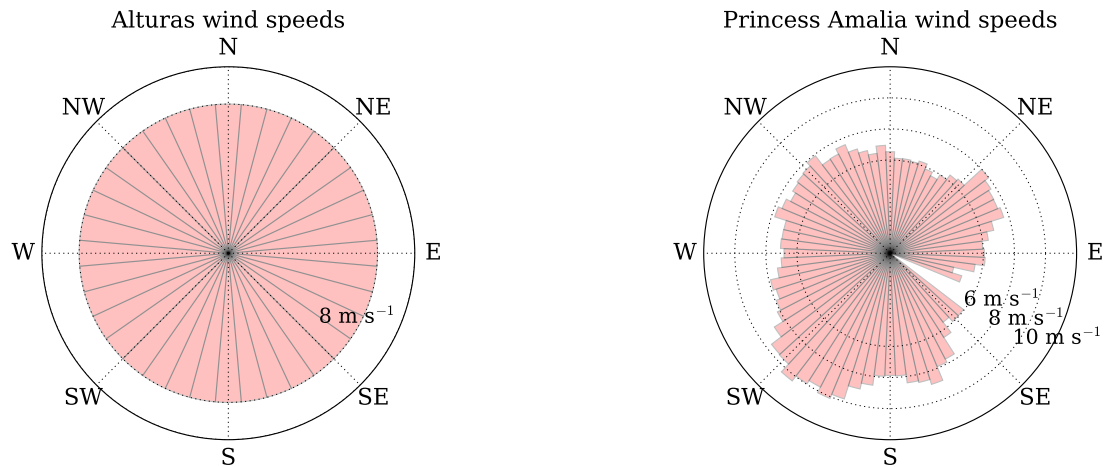 Alturas wind speeds
N
NW
NE
W
E
8 m s⁻¹
SW
SE
S
Princess Amalia wind speeds
N
NW
NE
W
E
6 m s⁻¹
8 m s⁻¹
10 m s⁻¹
SW
SE
S